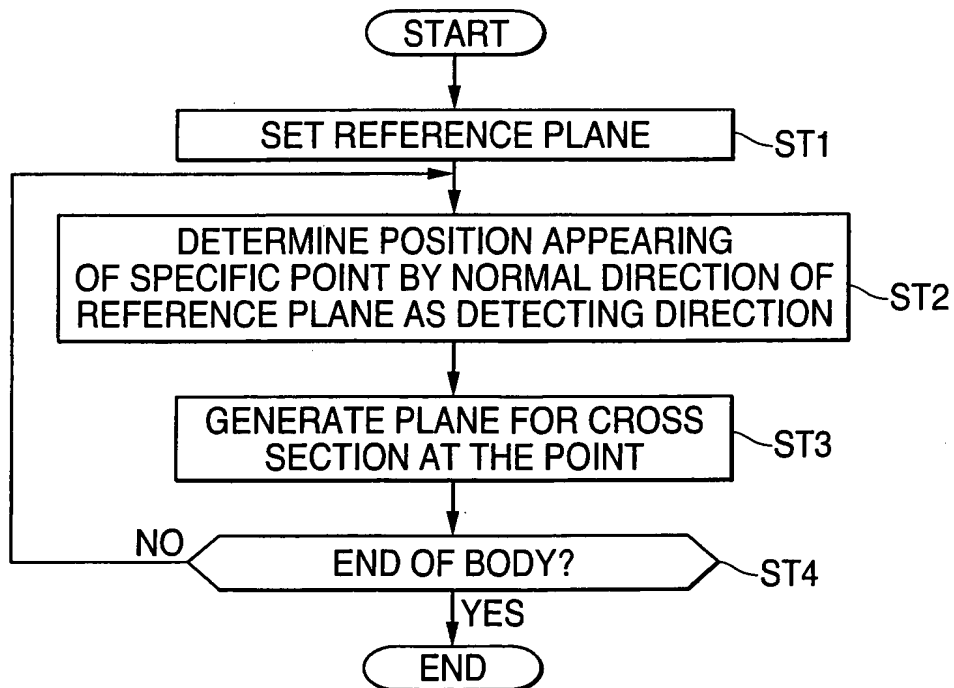 START
SET REFERENCE PLANE
ST1
DETERMINE POSITION APPEARING
OF SPECIFIC POINT BY NORMAL DIRECTION OF
REFERENCE PLANE AS DETECTING DIRECTION
ST2
GENERATE PLANE FOR CROSS
SECTION AT THE POINT
ST3
NO
END OF BODY?
ST4
YES
END